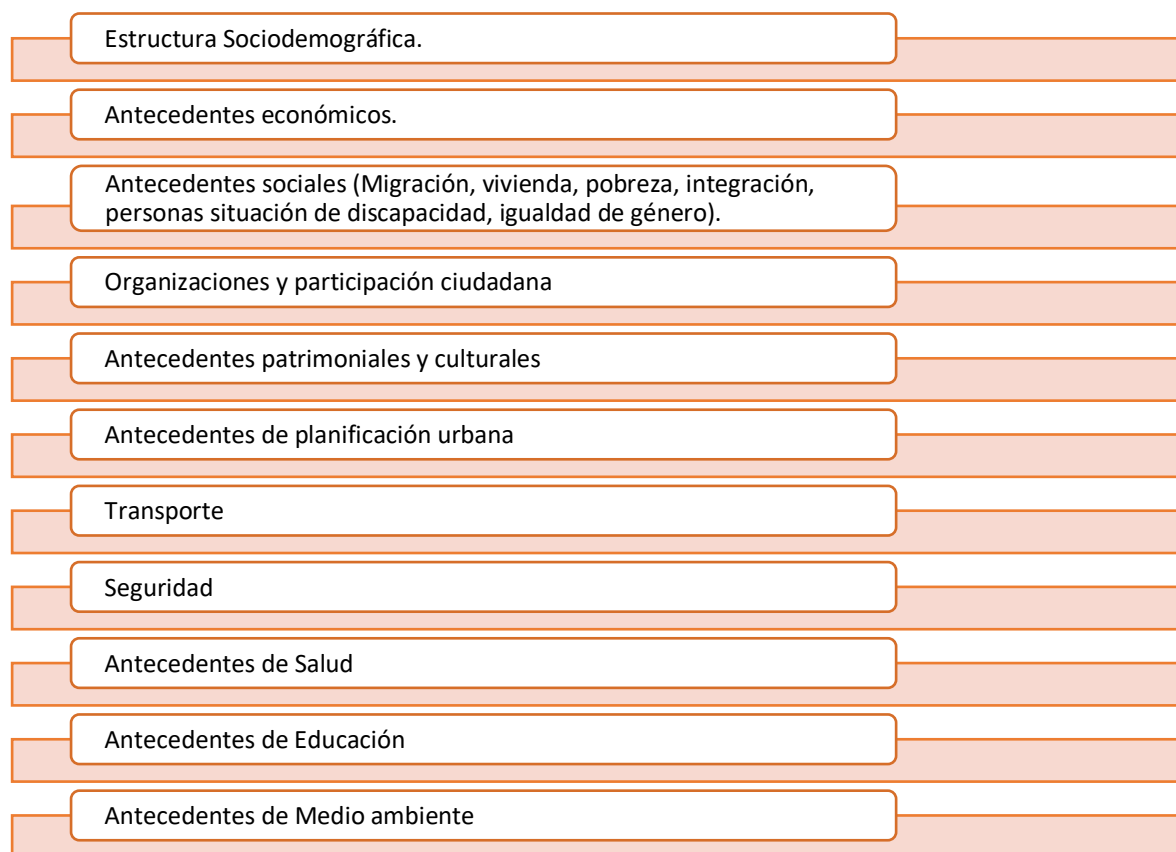 Estructura Sociodemográfica.
Antecedentes económicos.
Antecedentes sociales (Migración, vivienda, pobreza, integración,
personas situación de discapacidad, igualdad de género).
Organizaciones y participación ciudadana
Antecedentes patrimoniales y culturales
Antecedentes de planificación urbana
Transporte
Seguridad
Antecedentes de Salud
Antecedentes de Educación
Antecedentes de Medio ambiente